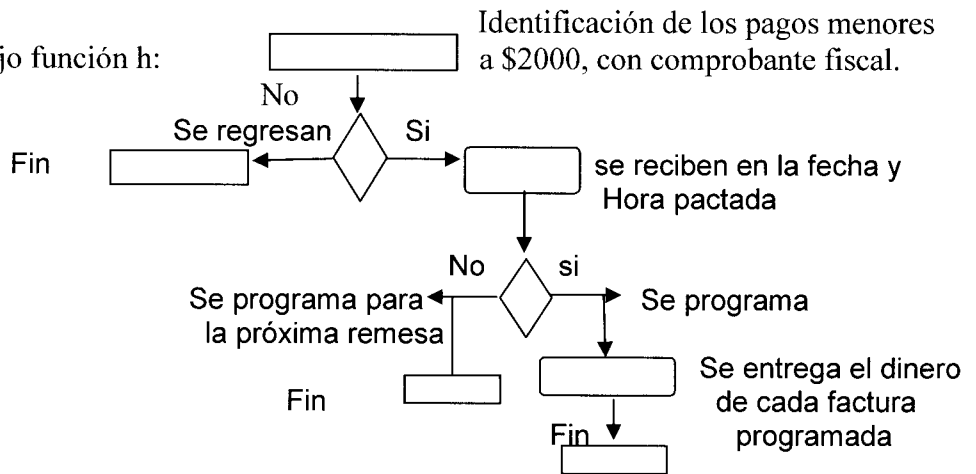 Identificación de los pagos menores
jo función h:
a $2000, con comprobante fiscal.
No
Se regresan
Si
Fin
se reciben en la fecha y
Hora pactada
No
si
Se programa para
la próxima remesa
Se programa
Fin
Se entrega el dinero
de cada factura
programada
Fin